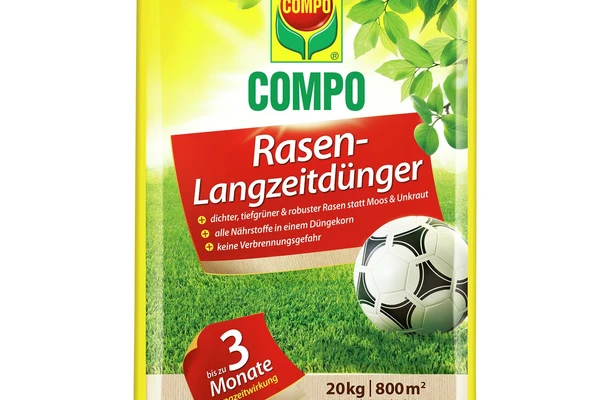 COMPO
®
COMPO
Rasen-
Langzeitdünger
+ dichter, tiefgrüner & robuster Rasen statt Moos & Unkraut
+ alle Nährstoffe in einem Düngekorn
+ keine Verbrennungsgefahr
bis zu 3
Monate
20kg | 800m²